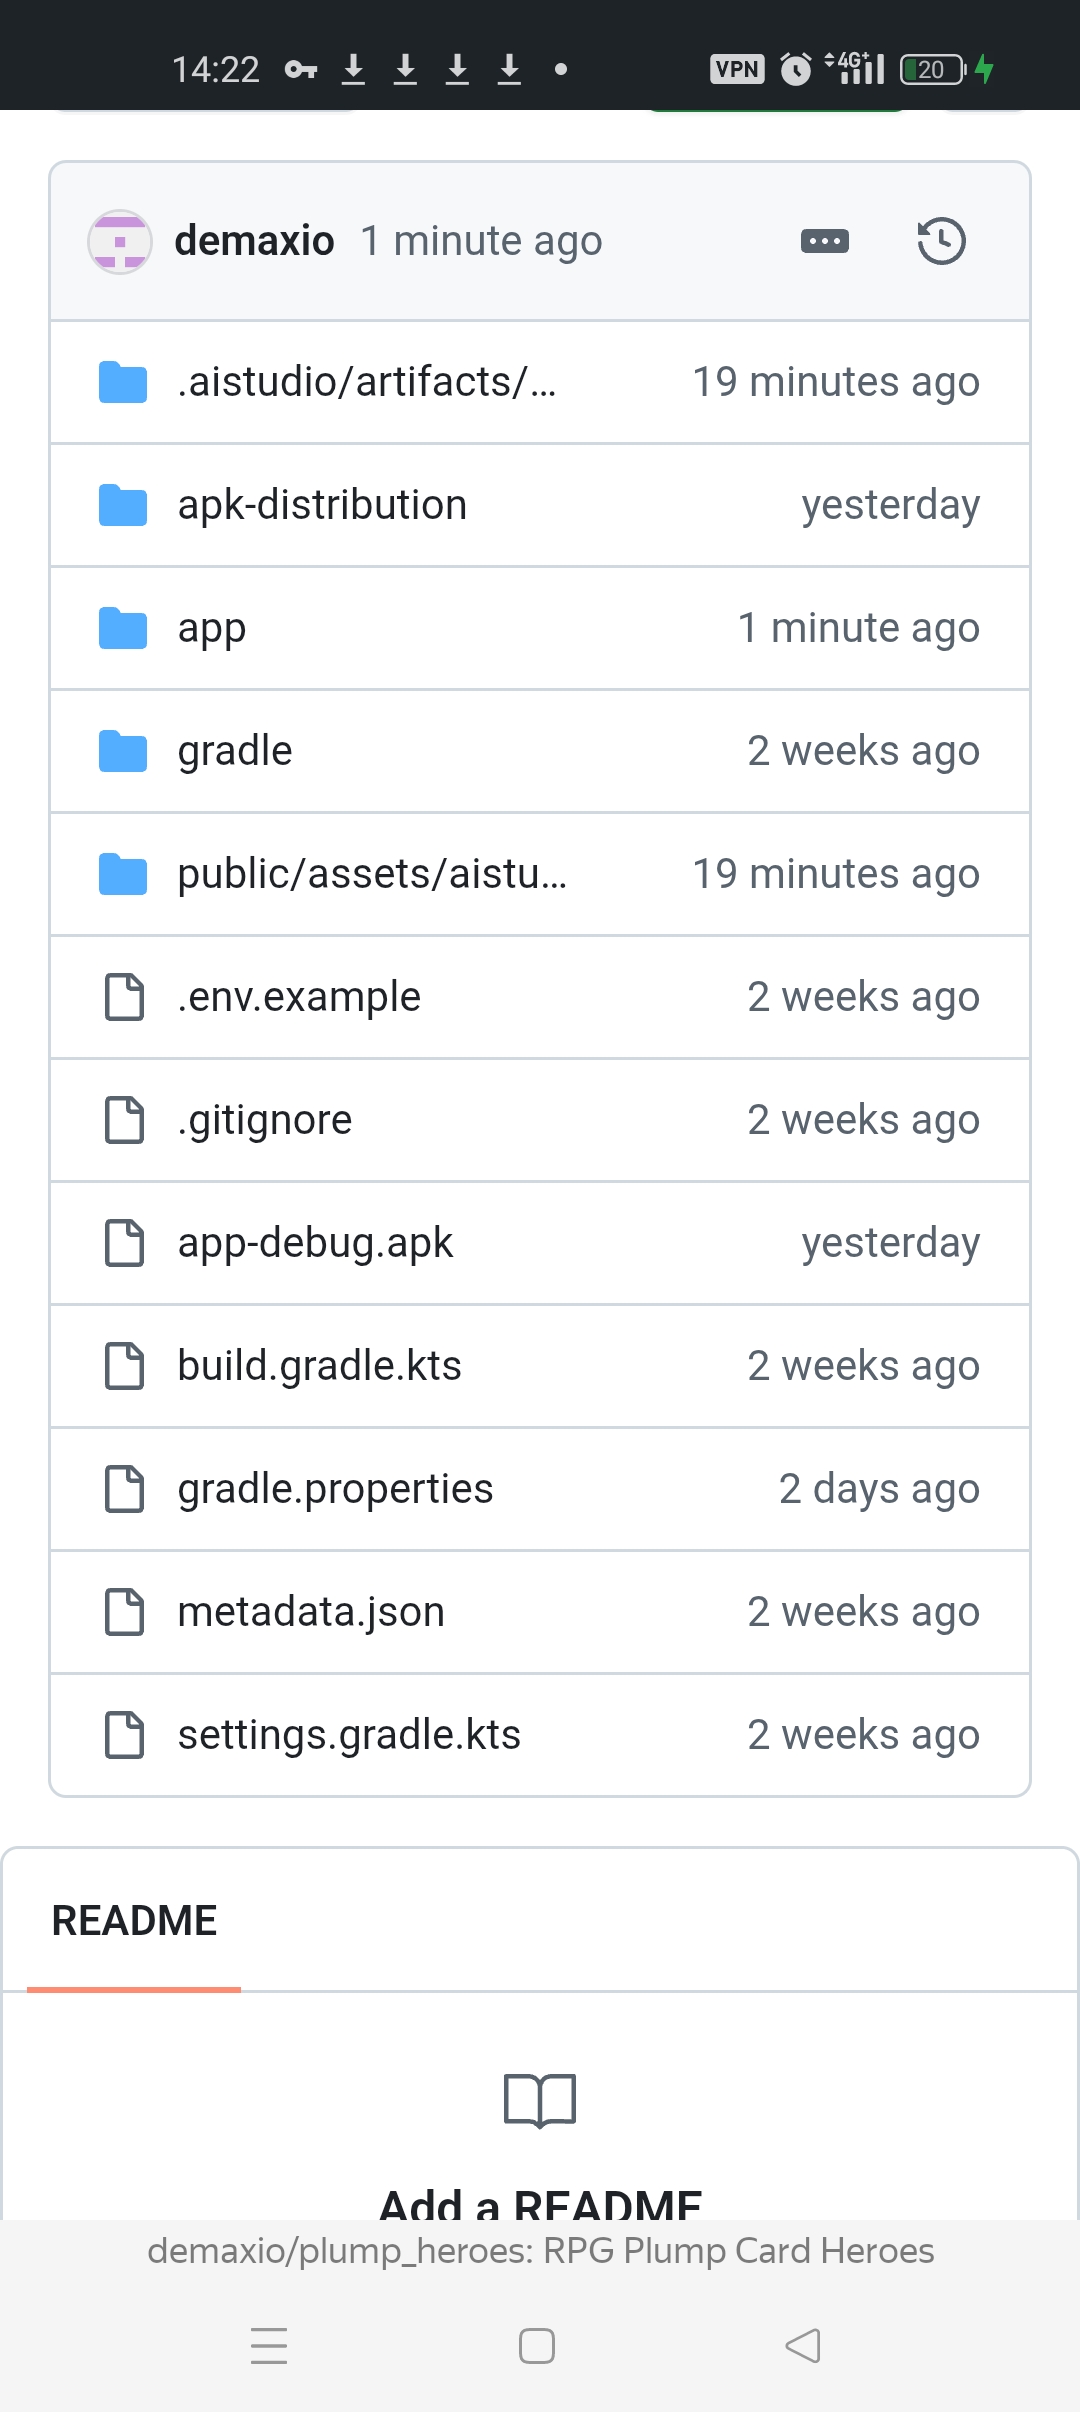 14:22 VPN 4G+ 20
demaxio 1 minute ago
.aistudio/artifacts/... 19 minutes ago
apk-distribution yesterday
app 1 minute ago
gradle 2 weeks ago
public/assets/aistu... 19 minutes ago
.env.example 2 weeks ago
.gitignore 2 weeks ago
app-debug.apk yesterday
build.gradle.kts 2 weeks ago
gradle.properties 2 days ago
metadata.json 2 weeks ago
settings.gradle.kts 2 weeks ago
README
Add a README
demaxio/plump_heroes: RPG Plump Card Heroes